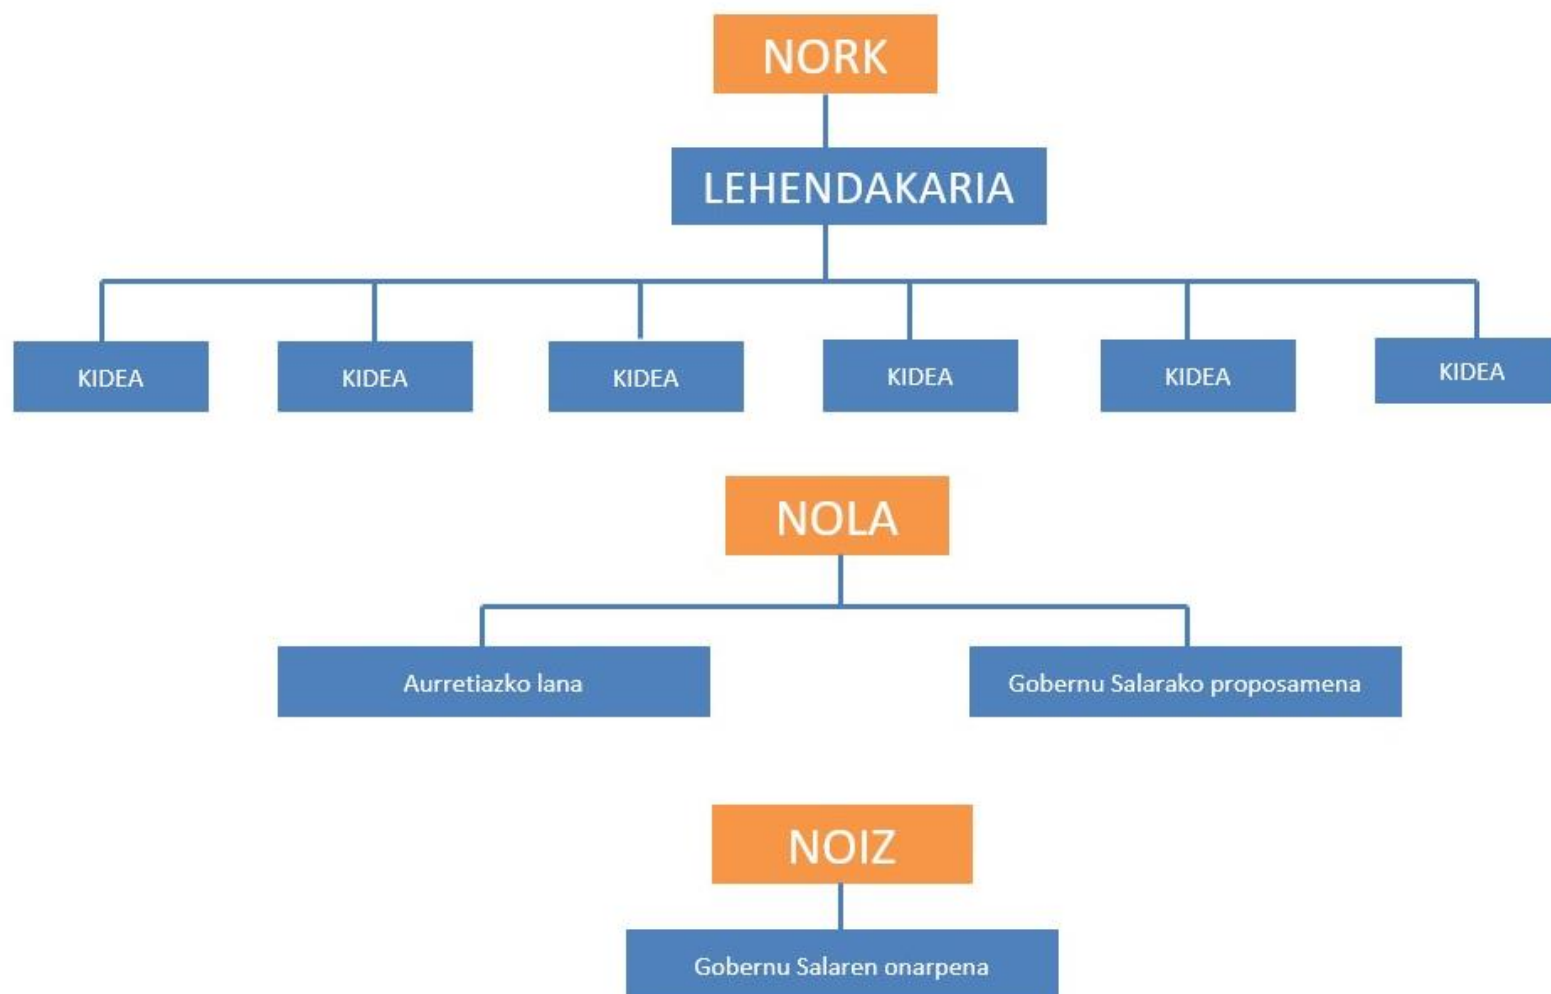 NORK
LEHENDAKARIA
KIDEA
KIDEA
KIDEA
KIDEA
KIDEA
KIDEA
NOLA
Aurretiazko lana
Gobernu Salarako proposamena
NOIZ
Gobernu Salaren onarpena